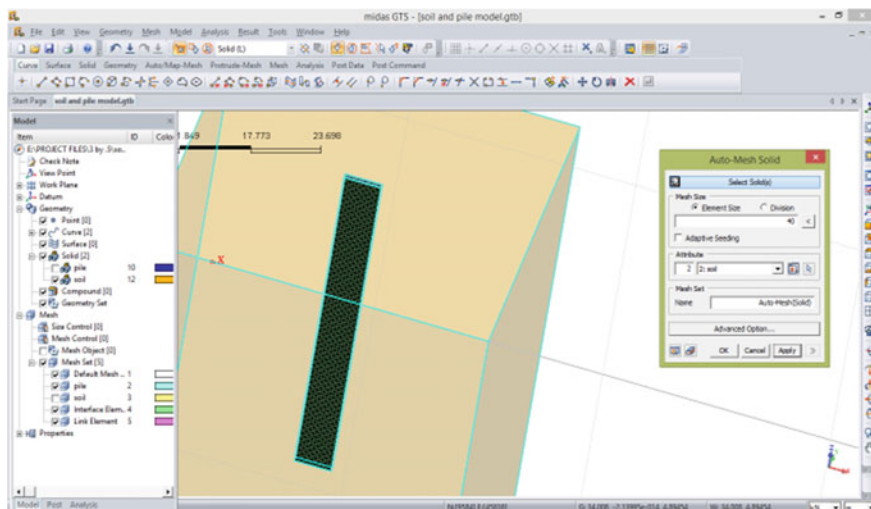 midas GTS - [soil and pile model.gtb]
File Edit View Geometry Mesh Model Analysis Result Tools Window Help
Solid (L)
Curve Surface Solid Geometry Auto/Map-Mesh Protrude-Mesh Mesh Analysis Post Data Post Command
Start Page soil and pile model.gtb
Model
Item ID Colo
Check Note
View Point
Work Plane
Datum
Geometry
Point [0]
Curve [2]
Surface [0]
Solid [2]
pile 10
soil 12
Compound [0]
Geometry Set
Mesh
Size Control [0]
Mesh Control [0]
Mesh Object [0]
Mesh Set [5]
Default Mesh ... 1
pile 2
soil 3
Interface Elem.. 4
Link Element 5
Properties
Model Post Analysis
1.849 17.773 23.698
X
Auto-Mesh Solid
Select Solid(s)
Mesh Size
Element Size Division
40 <
Adaptive Seeding
Attribute
2 2: soil
Mesh Set
Name Auto-Mesh(Solid)
Advanced Option...
OK Cancel Apply >